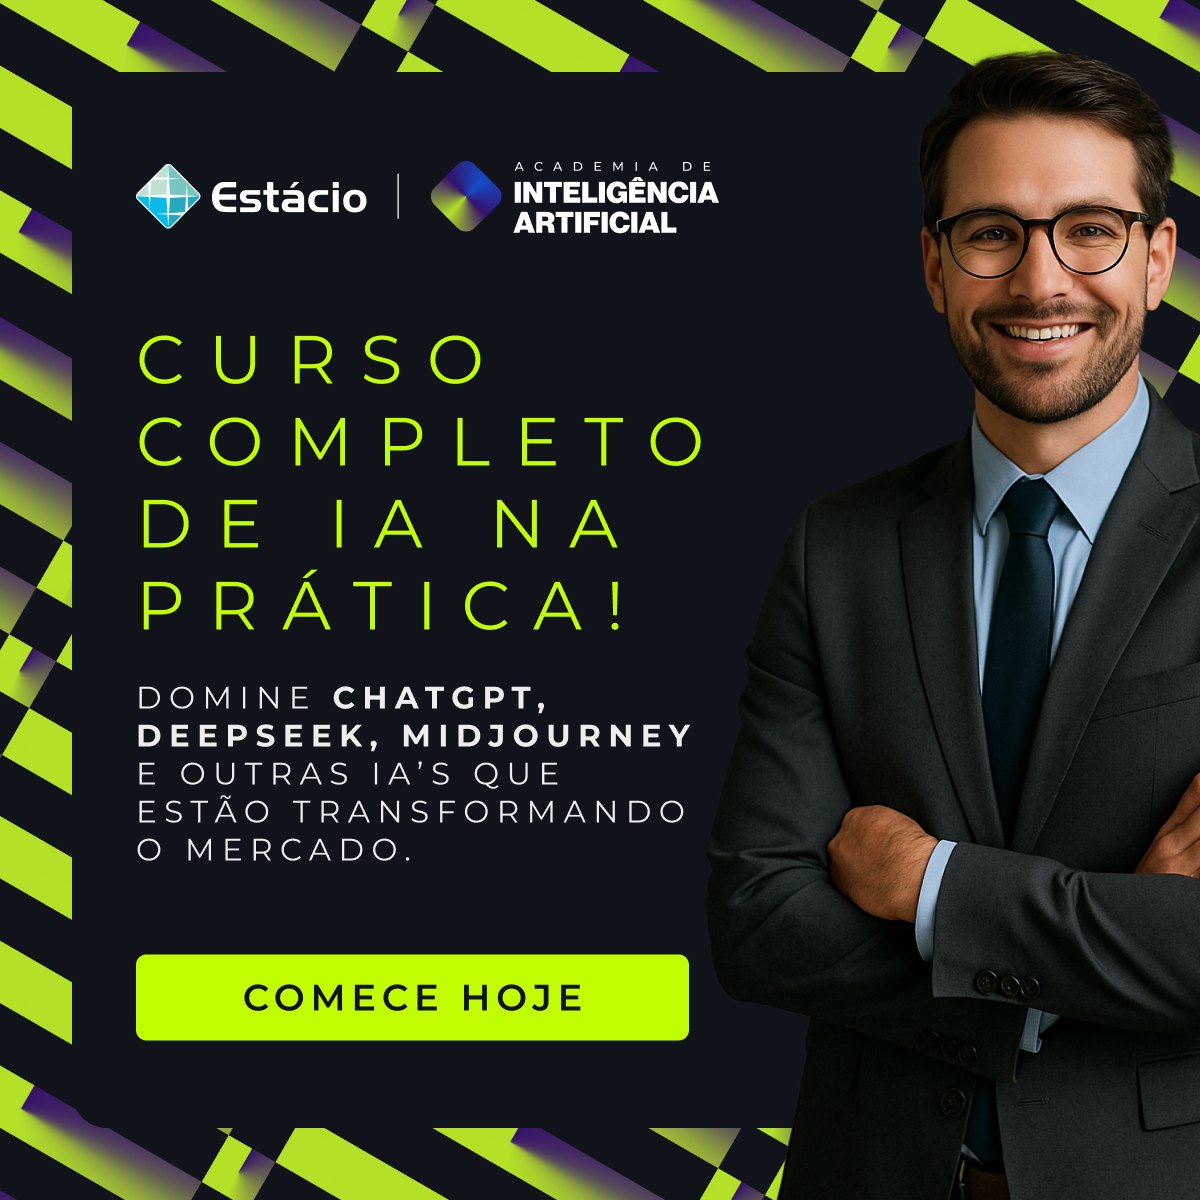 Estácio
ACADEMIA DE
INTELIGÊNCIA
ARTIFICIAL
CURSO
COMPLETO
DE IA NA
PRÁTICA!
DOMINE CHATGPT,
DEEPSEEK, MIDJOURNEY
E OUTRAS IA'S QUE
ESTÃO TRANSFORMANDO
O MERCADO.
COMECE HOJE